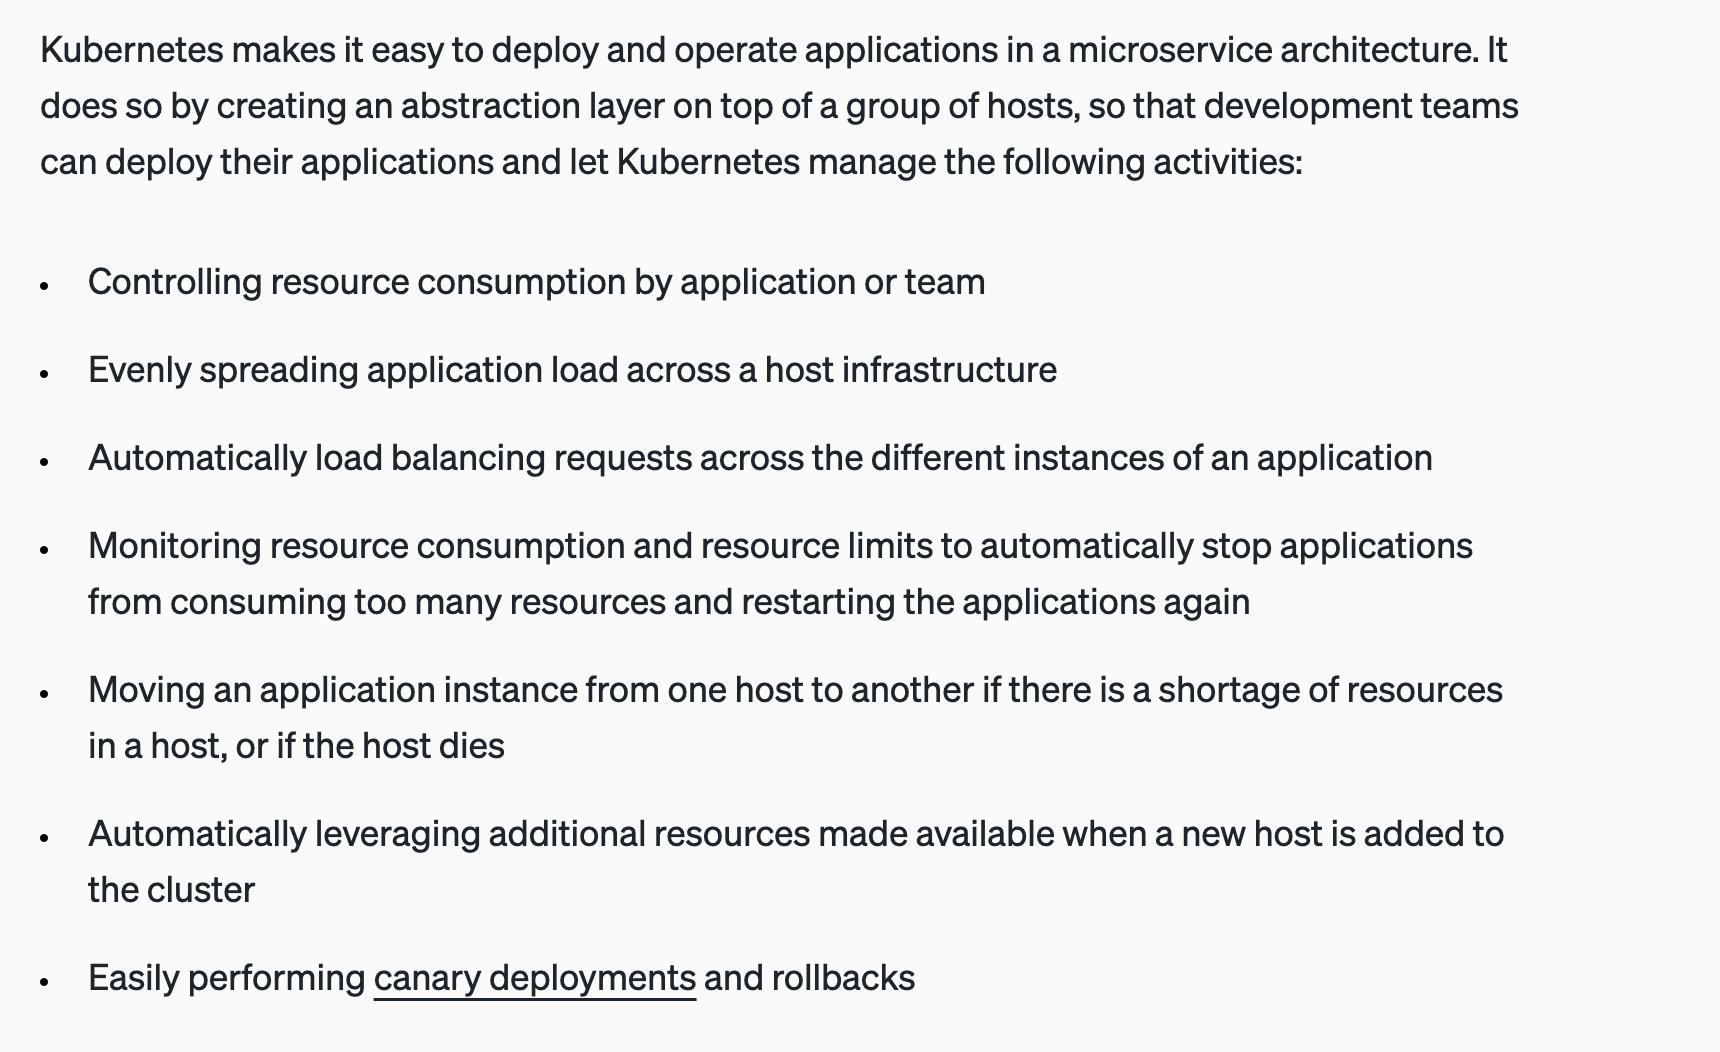 Kubernetes makes it easy to deploy and operate applications in a microservice architecture. It
does so by creating an abstraction layer on top of a group of hosts, so that development teams
can deploy their applications and let Kubernetes manage the following activities:
• Controlling resource consumption by application or team
• Evenly spreading application load across a host infrastructure
• Automatically load balancing requests across the different instances of an application
• Monitoring resource consumption and resource limits to automatically stop applications
from consuming too many resources and restarting the applications again
• Moving an application instance from one host to another if there is a shortage of resources
in a host, or if the host dies
• Automatically leveraging additional resources made available when a new host is added to
the cluster
• Easily performing canary deployments and rollbacks